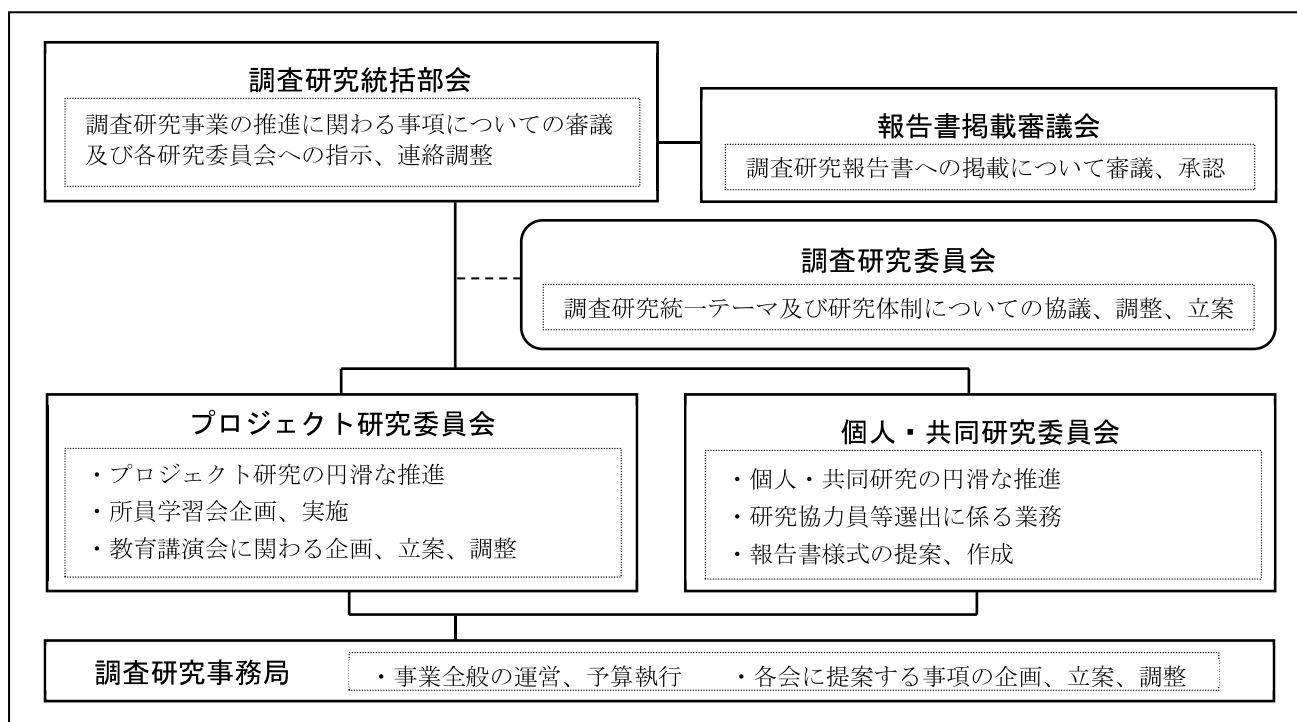 調査研究統括部会
調査研究事業の推進に関わる事項についての審議
及び各研究委員会への指示、連絡調整
報告書掲載審議会
調査研究報告書への掲載について審議、承認
調査研究委員会
調査研究統一テーマ及び研究体制についての協議、調整、立案
プロジェクト研究委員会
・プロジェクト研究の円滑な推進
・所員学習会企画、実施
・教育講演会に関わる企画、立案、調整
個人・共同研究委員会
・個人・共同研究の円滑な推進
・研究協力員等選出に係る業務
・報告書様式の提案、作成
調査研究事務局
・事業全般の運営、予算執行　・各会に提案する事項の企画、立案、調整